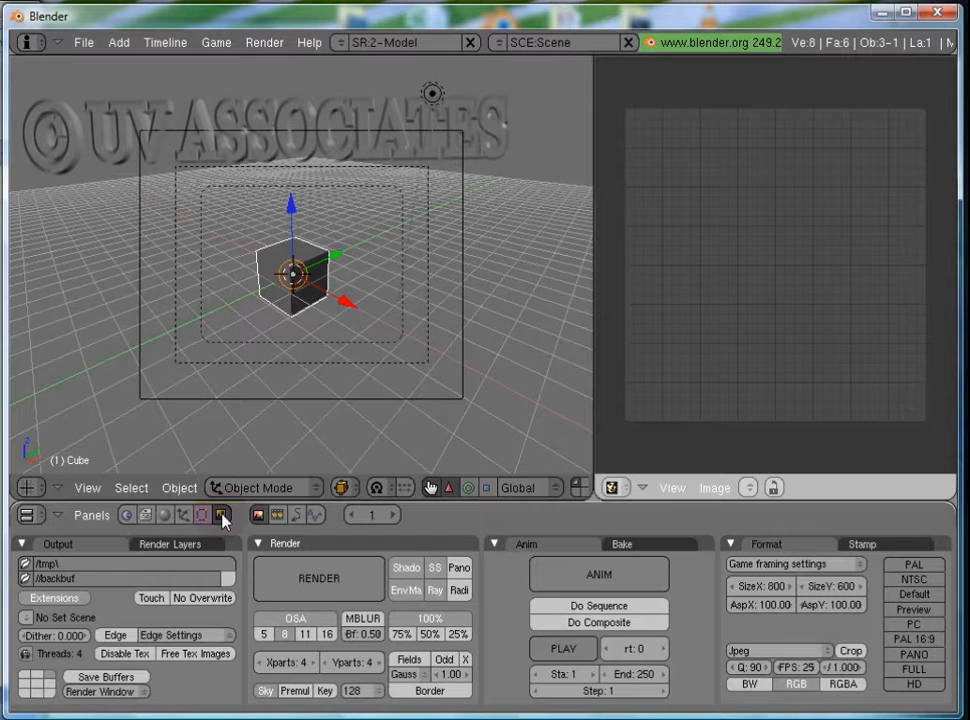 Blender
File Add Timeline Game Render Help SR:2-Model SCE:Scene www.blender.org 249.2 Ve:8 | Fa:6 | Ob:3-1 | La:1 | M
© UV ASSOCIATES
z
(1) Cube
View Select Object Object Mode Global View Image
Panels 1
Output Render Layers Render Anim Bake Format Stamp
/tmp\
//backbuf
Extensions Touch No Overwrite
No Set Scene
Dither: 0.000 Edge Edge Settings
Threads: 4 Disable Tex Free Tex Images
Save Buffers
Render Window
RENDER
Shado SS Pano
EnvMa Ray Radi
OSA MBLUR 100%
5 8 11 16 Bf: 0.50 75% 50% 25%
Xparts: 4 Yparts: 4 Fields Odd X
Gauss 1.00
Sky Premul Key 128 Border
ANIM
Do Sequence
Do Composite
PLAY rt: 0
Sta: 1 End: 250
Step: 1
Game framing settings
SizeX: 800 SizeY: 600
AspX: 100.00 AspY: 100.00
Jpeg Crop
Q: 90 FPS: 25 /1.000
BW RGB RGBA
PAL
NTSC
Default
Preview
PC
PAL 16:9
PANO
FULL
HD